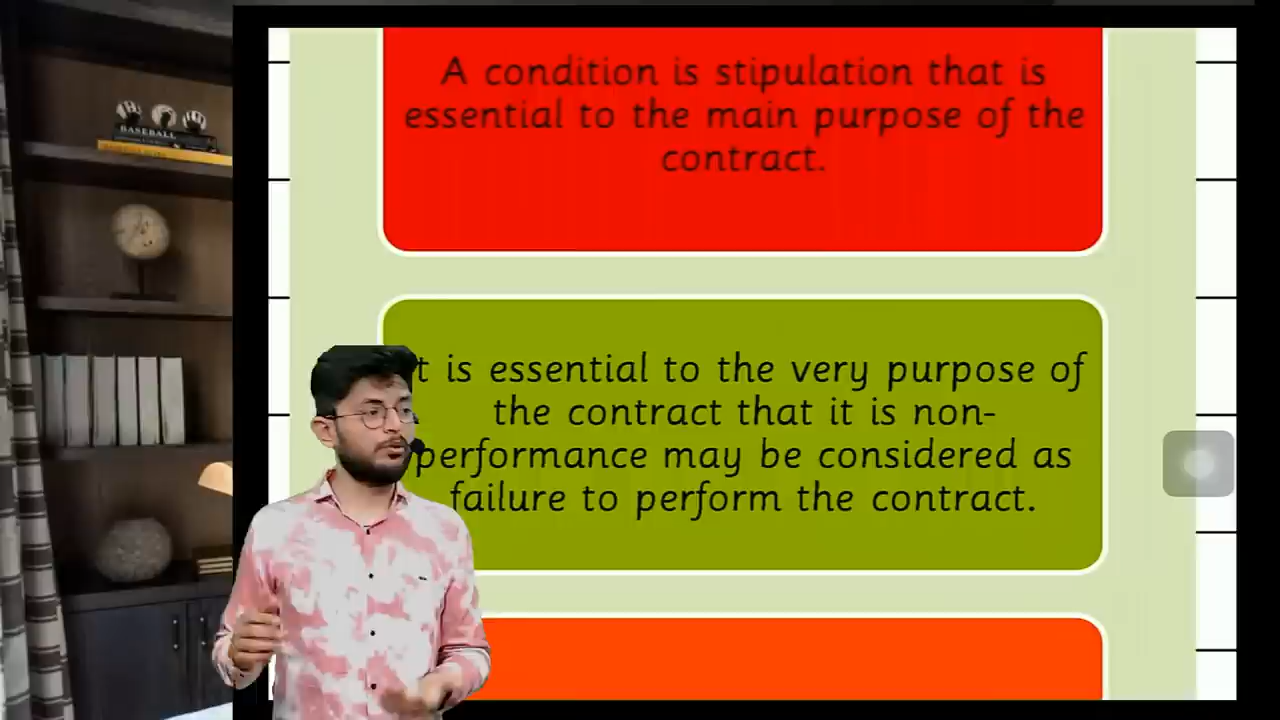 BASEBALL
A condition is stipulation that is
essential to the main purpose of the
contract.
t is essential to the very purpose of
the contract that it is non-
performance may be considered as
failure to perform the contract.